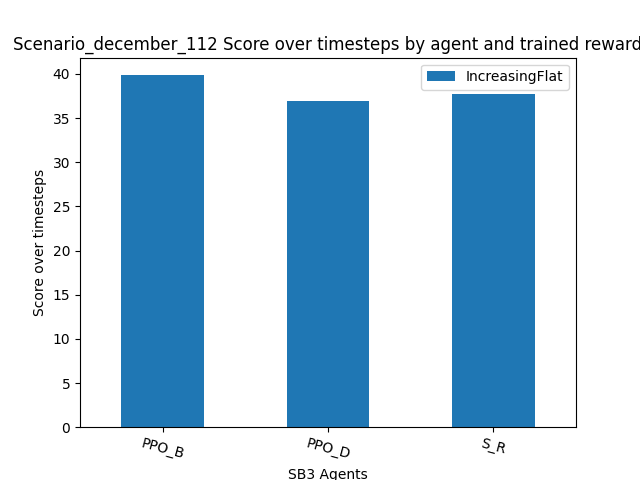 Scenario_december_112 Score over timesteps by agent and trained reward
IncreasingFlat
40
35
30
25
20
15
10
5
0
Score over timesteps
PPO_B
PPO_D
S_R
SB3 Agents